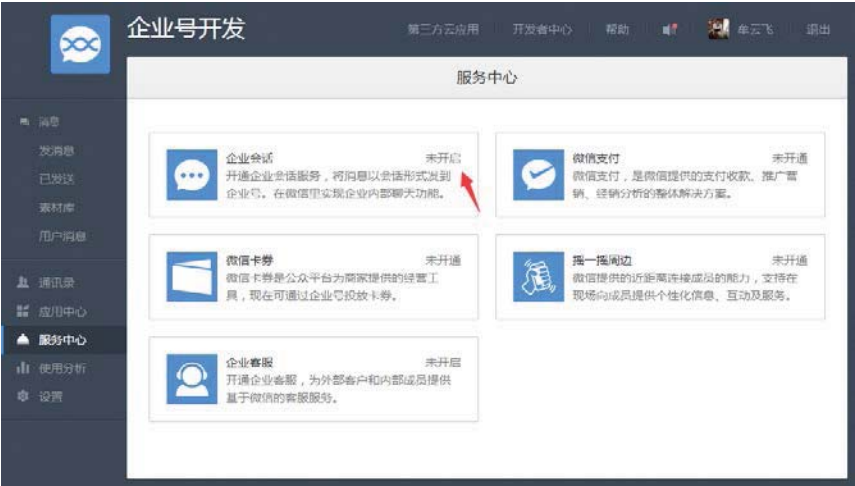 企业号开发
第三方云应用 开发者中心 帮助 牟云飞 退出
服务中心
消息
发消息
已发送
素材库
用户消息
通讯录
应用中心
服务中心
使用分析
设置
企业会话 未开启
开通企业会话服务，将消息以会话形式发到
企业号。在微信里实现企业内部聊天功能。
微信支付 未开通
微信支付，是微信提供的支付收款、推广营
销、经销分析的整体解决方案。
微信卡券 未开通
微信卡券是公众平台为商家提供的经营工
具，现在可通过企业号投放卡券。
摇一摇周边 未开通
微信提供的近距离连接成员的能力，支持在
现场向成员提供个性化信息、互动及服务。
企业客服 未开启
开通企业客服，为外部客户和内部成员提供
基于微信的客服服务。